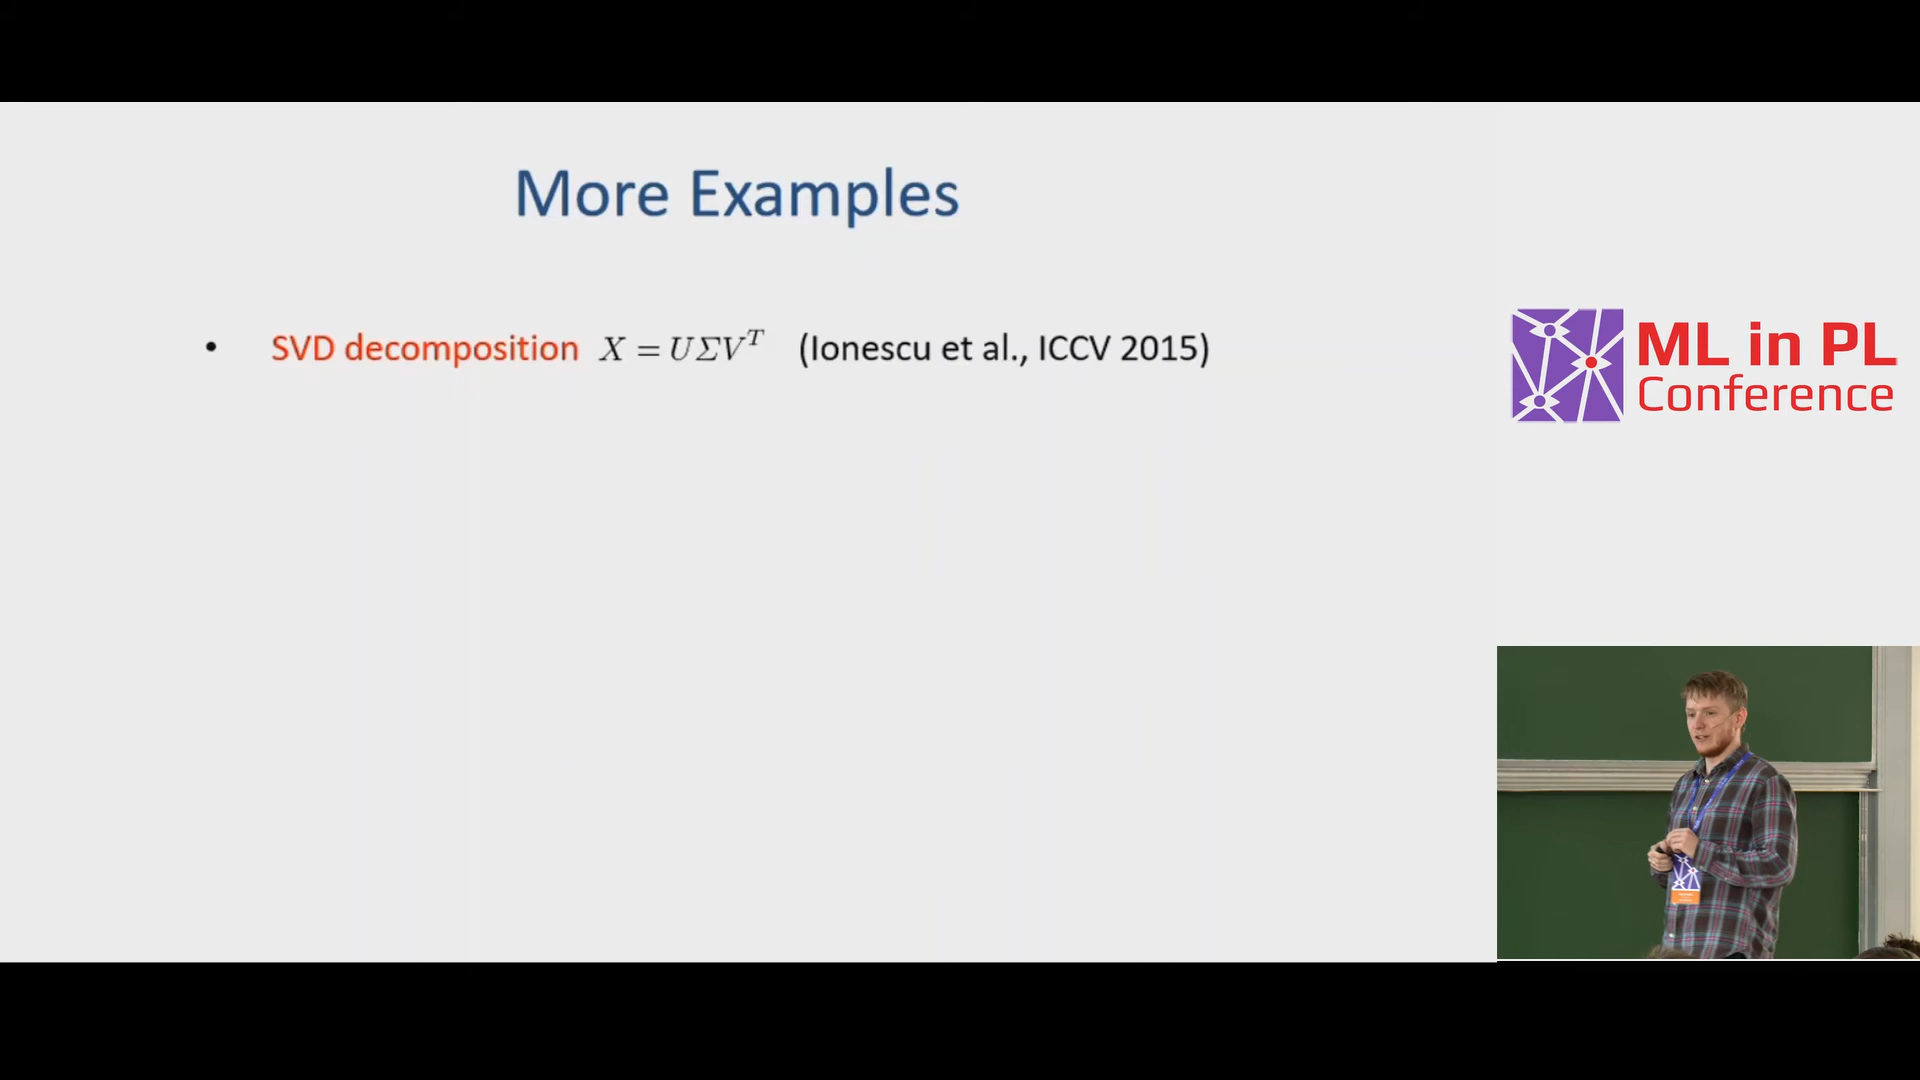 More Examples
• SVD decomposition X = UΣV^T (Ionescu et al., ICCV 2015)
ML in PL
Conference